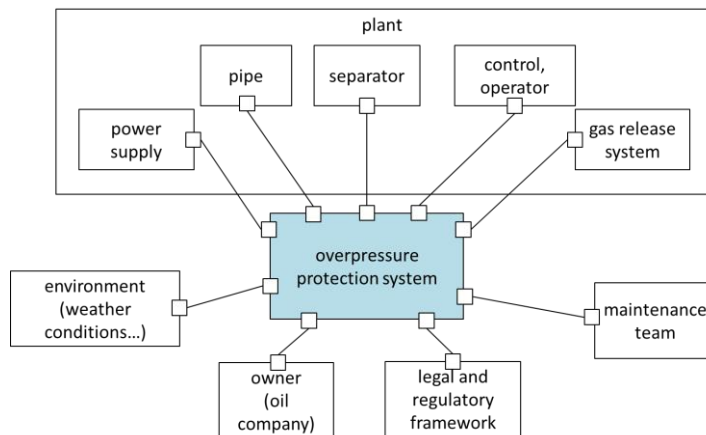 plant
pipe
separator
control,
operator
power
supply
gas release
system
overpressure
protection system
environment
(weather
conditions...)
maintenance
team
owner
(oil
company)
legal and
regulatory
framework